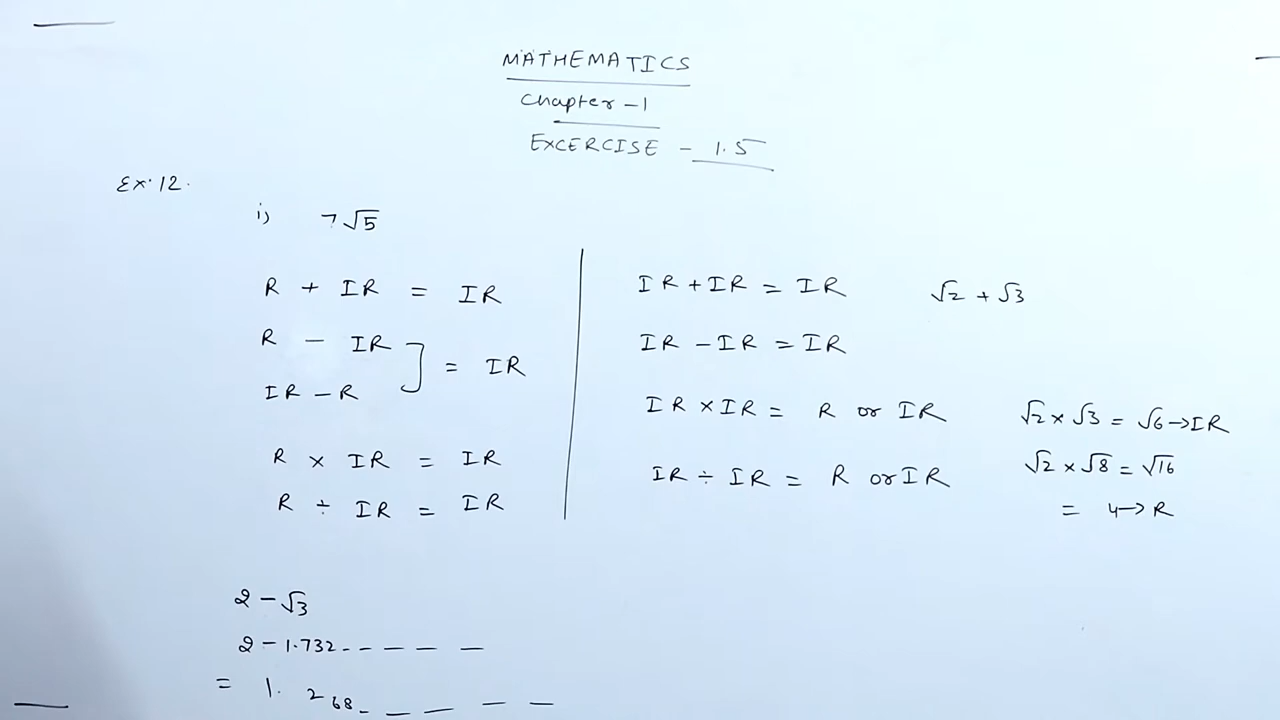 MATHEMATICS
Chapter - 1
EXCERCISE - 1.5
Ex. 12.
i) 7√5
R + IR = IR
R - IR
IR - R ] = IR
R × IR = IR
R ÷ IR = IR
IR + IR = IR √2 + √3
IR - IR = IR
IR × IR = R or IR √2 × √3 = √6 → IR
√2 × √8 = √16
IR ÷ IR = R or IR
= 4 → R
2 - √3
2 - 1.732 - - - - -
= 1.268 - - - - -